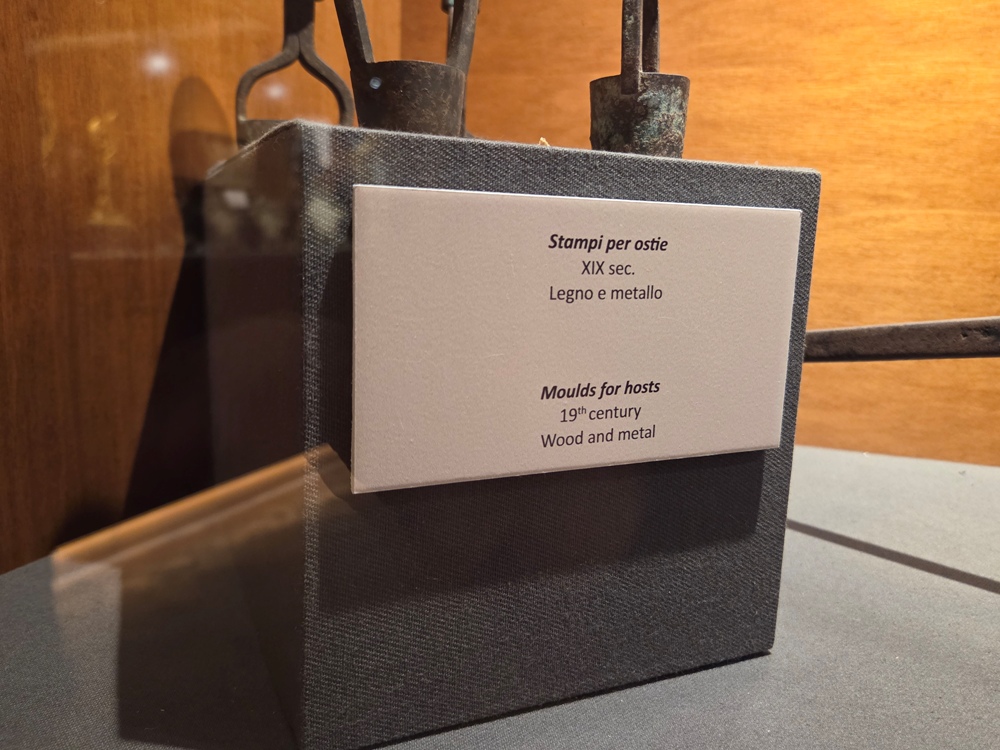 Stampi per ostie
XIX sec.
Legno e metallo
Moulds for hosts
19th century
Wood and metal